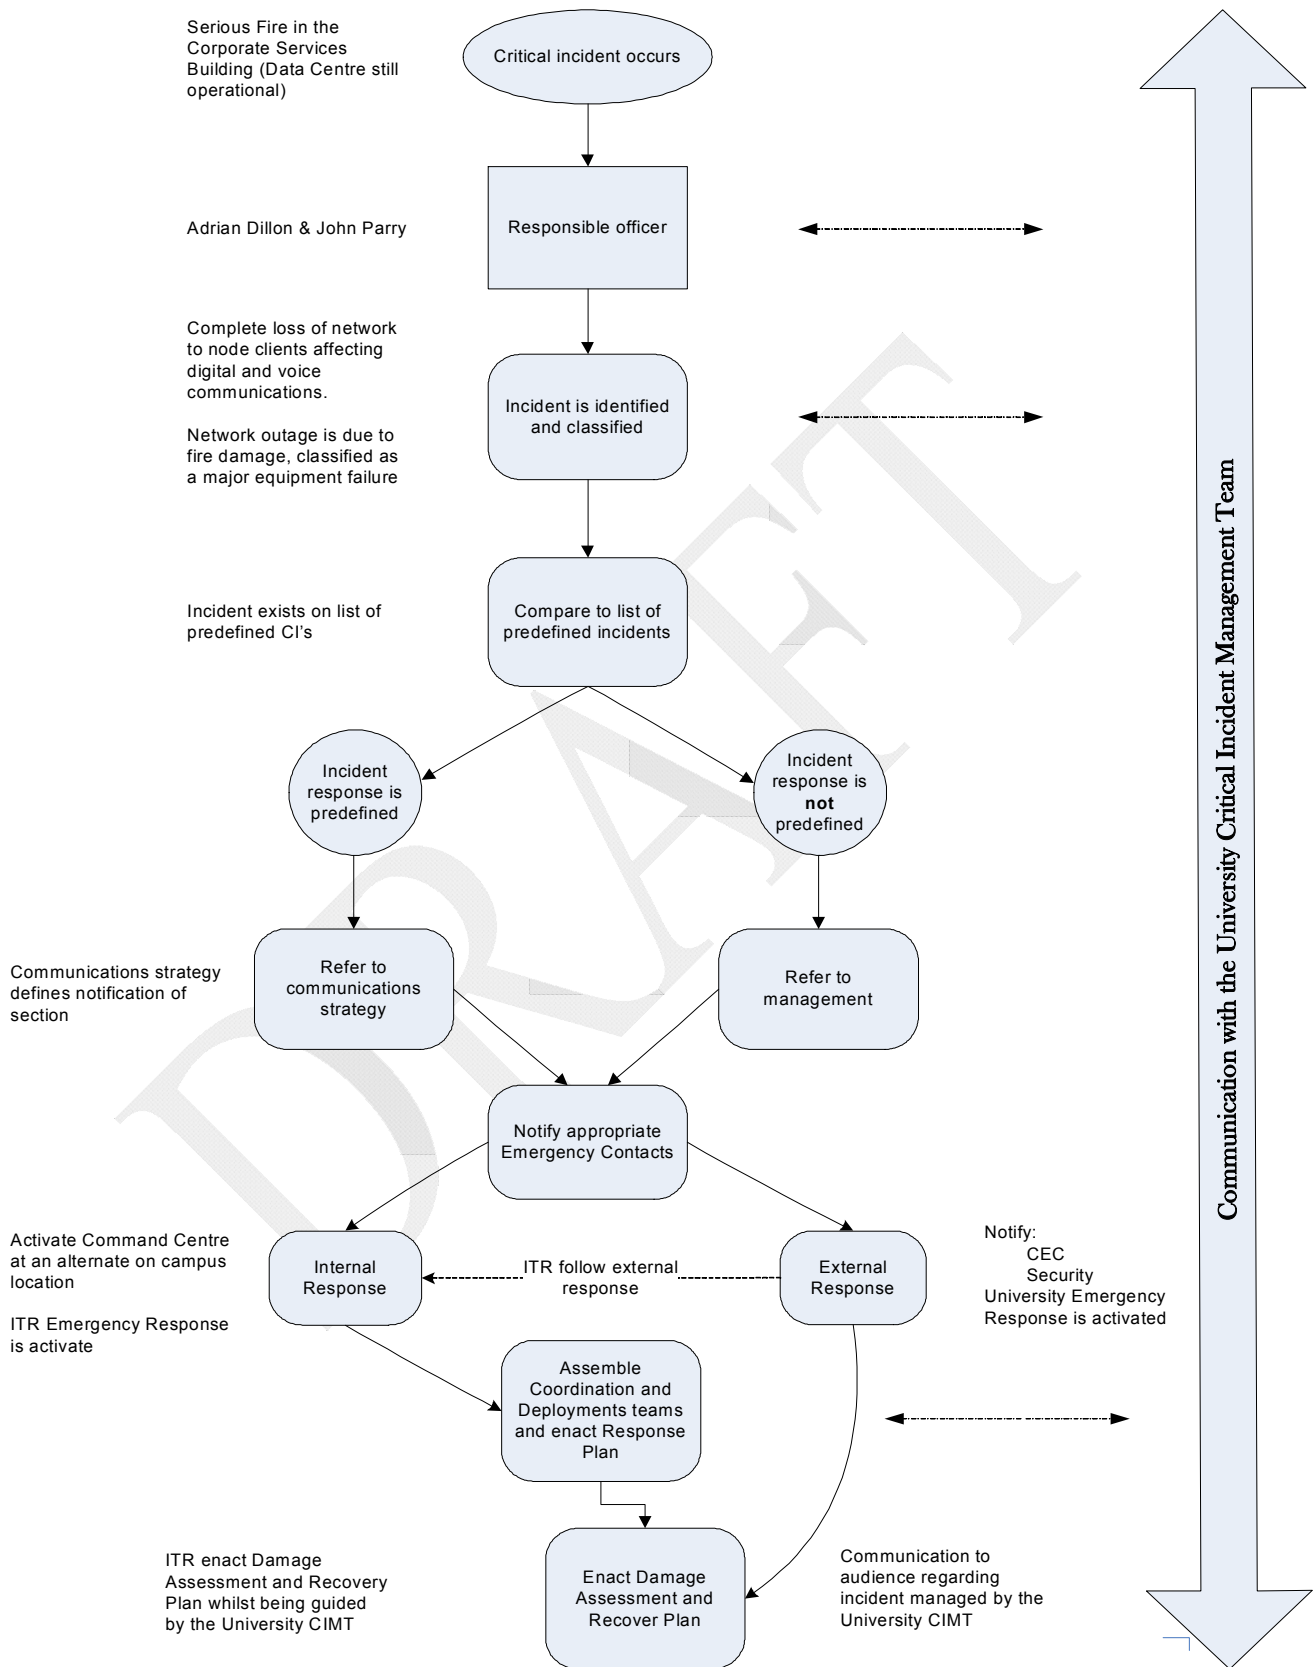 Serious Fire in the
Corporate Services
Building (Data Centre still
operational)
Critical incident occurs
Adrian Dillon & John Parry
Responsible officer
Complete loss of network
to node clients affecting
digital and voice
communications.
Network outage is due to
fire damage, classified as
a major equipment failure
Incident is identified
and classified
Incident exists on list of
predefined CI's
Compare to list of
predefined incidents
Incident
response is
predefined
Incident
response is
not
predefined
Communications strategy
defines notification of
section
Refer to
communications
strategy
Refer to
management
Notify appropriate
Emergency Contacts
Activate Command Centre
at an alternate on campus
location
ITR Emergency Response
is activate
Internal
Response
ITR follow external
response
External
Response
Notify:
CEC
Security
University Emergency
Response is activated
Assemble
Coordination and
Deployments teams
and enact Response
Plan
ITR enact Damage
Assessment and Recovery
Plan whilst being guided
by the University CIMT
Enact Damage
Assessment and
Recover Plan
Communication to
audience regarding
incident managed by the
University CIMT
Communication with the University Critical Incident Management Team
DRAFT